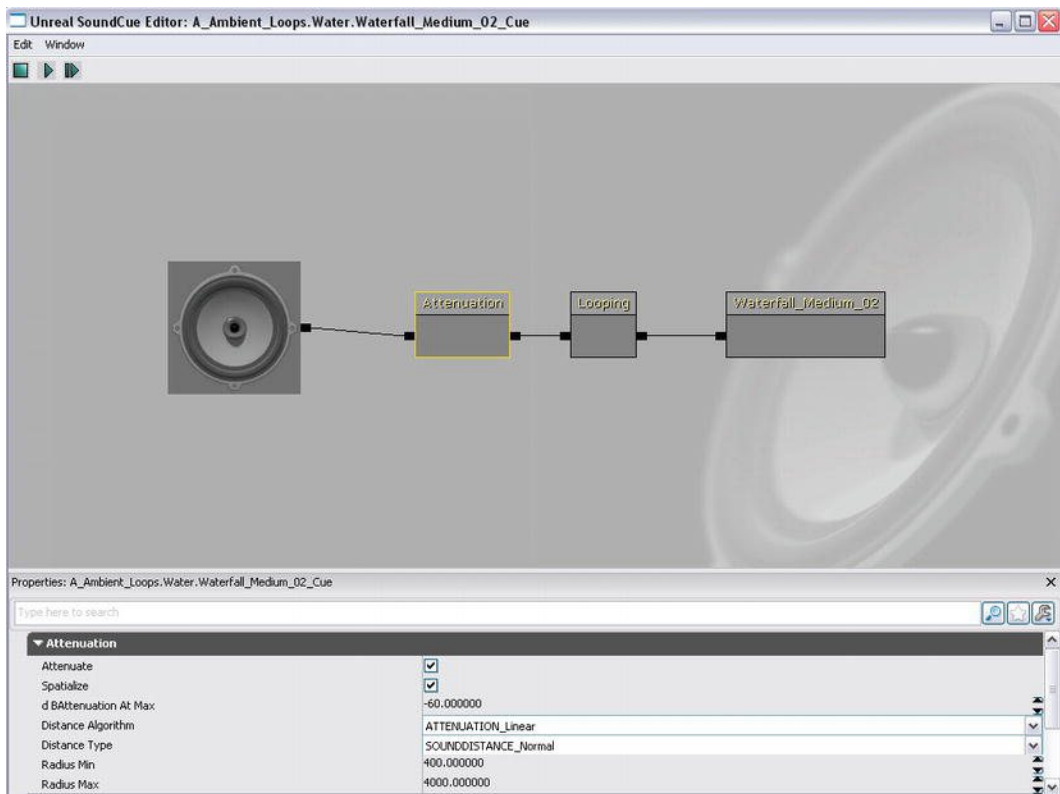 Unreal SoundCue Editor: A_Ambient_Loops.Water.Waterfall_Medium_02_Cue
Edit Window
Attenuation
Looping
Waterfall_Medium_02
Properties: A_Ambient_Loops.Water.Waterfall_Medium_02_Cue
Type here to search
Attenuation
Attenuate
Spatialize
d BAttenuation At Max -60.000000
Distance Algorithm ATTENUATION_Linear
Distance Type SOUNDDISTANCE_Normal
Radius Min 400.000000
Radius Max 4000.000000